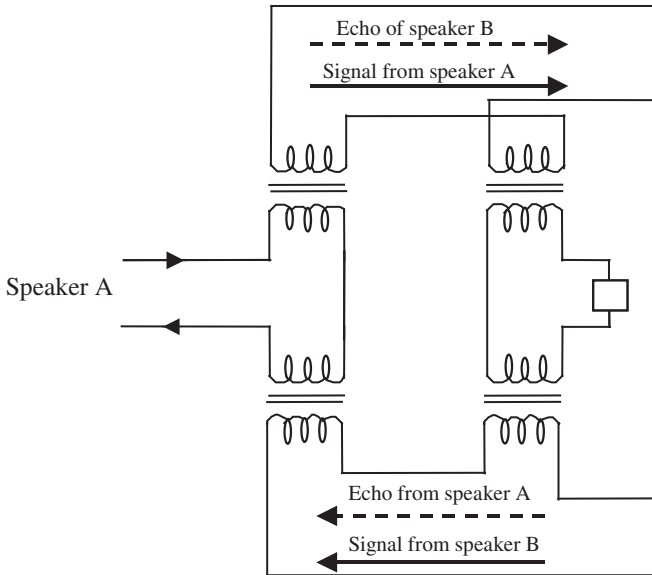 Echo of speaker B
Signal from speaker A
Speaker A
Echo from speaker A
Signal from speaker B